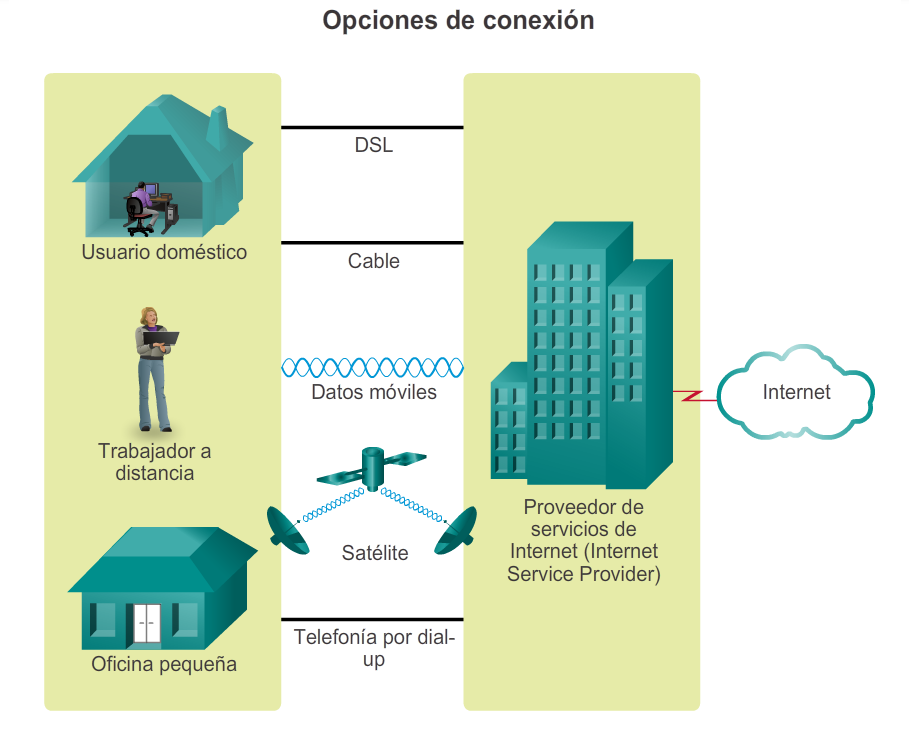 Opciones de conexión
DSL
Usuario doméstico
Cable
Datos móviles
Internet
Trabajador a
distancia
Satélite
Proveedor de
servicios de
Internet (Internet
Service Provider)
Telefonía por dial-
up
Oficina pequeña